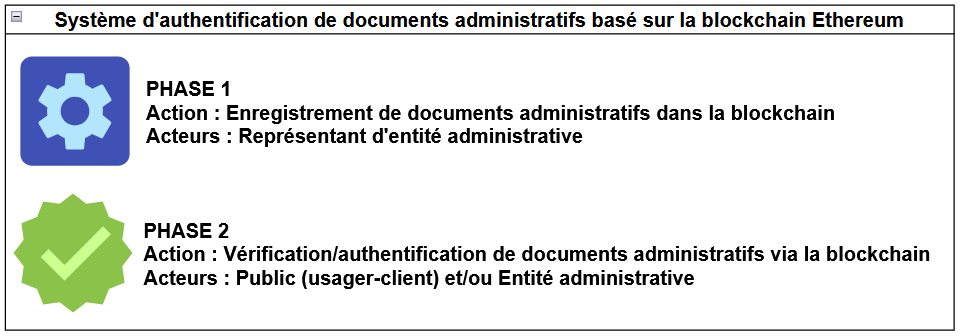 Système d'authentification de documents administratifs basé sur la blockchain Ethereum
PHASE 1
Action : Enregistrement de documents administratifs dans la blockchain
Acteurs : Représentant d'entité administrative
PHASE 2
Action : Vérification/authentification de documents administratifs via la blockchain
Acteurs : Public (usager-client) et/ou Entité administrative